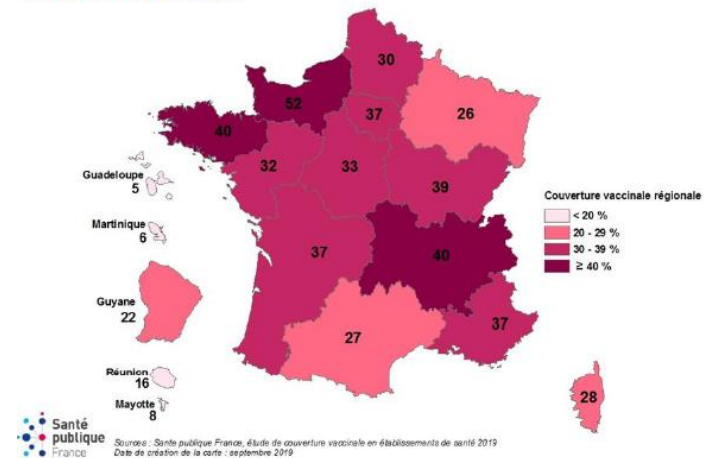 30
52
37
26
40
32
33
39
Guadeloupe
5
Couverture vaccinale régionale
< 20 %
20 - 29 %
30 - 39 %
≥ 40 %
Martinique
6
37
40
Guyane
22
37
27
Réunion
16
28
Mayotte
8
Santé
publique
France
Sources : Sante publique France, étude de couverture vaccinale en établissements de santé 2019
Date de création de la carte : septembre 2019